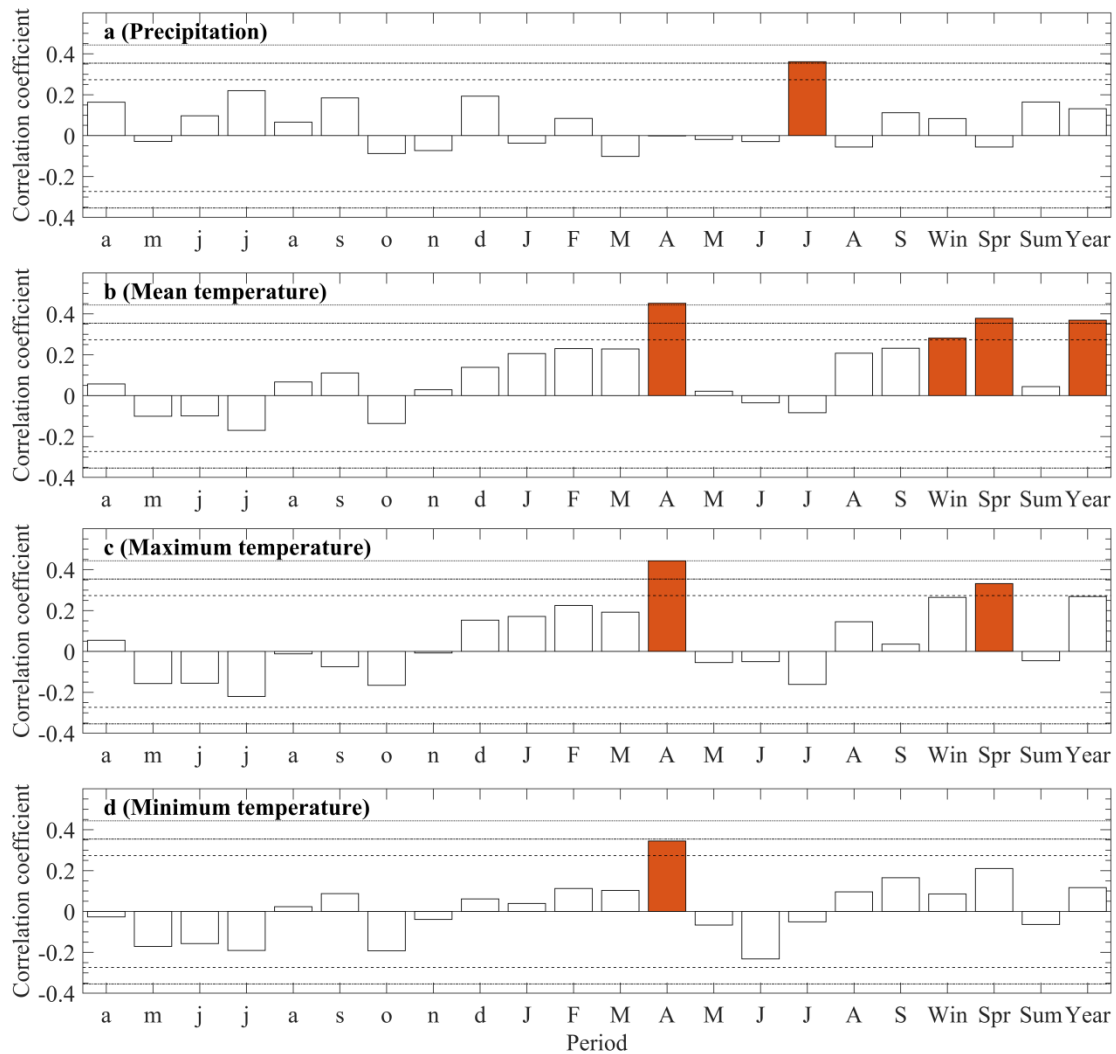 a (Precipitation)
Correlation coefficient
0.4
0.2
0
-0.2
-0.4
a m j j a s o n d J F M A M J J A S Win Spr Sum Year
b (Mean temperature)
Correlation coefficient
0.4
0.2
0
-0.2
-0.4
a m j j a s o n d J F M A M J J A S Win Spr Sum Year
c (Maximum temperature)
Correlation coefficient
0.4
0.2
0
-0.2
-0.4
a m j j a s o n d J F M A M J J A S Win Spr Sum Year
d (Minimum temperature)
Correlation coefficient
0.4
0.2
0
-0.2
-0.4
a m j j a s o n d J F M A M J J A S Win Spr Sum Year
Period